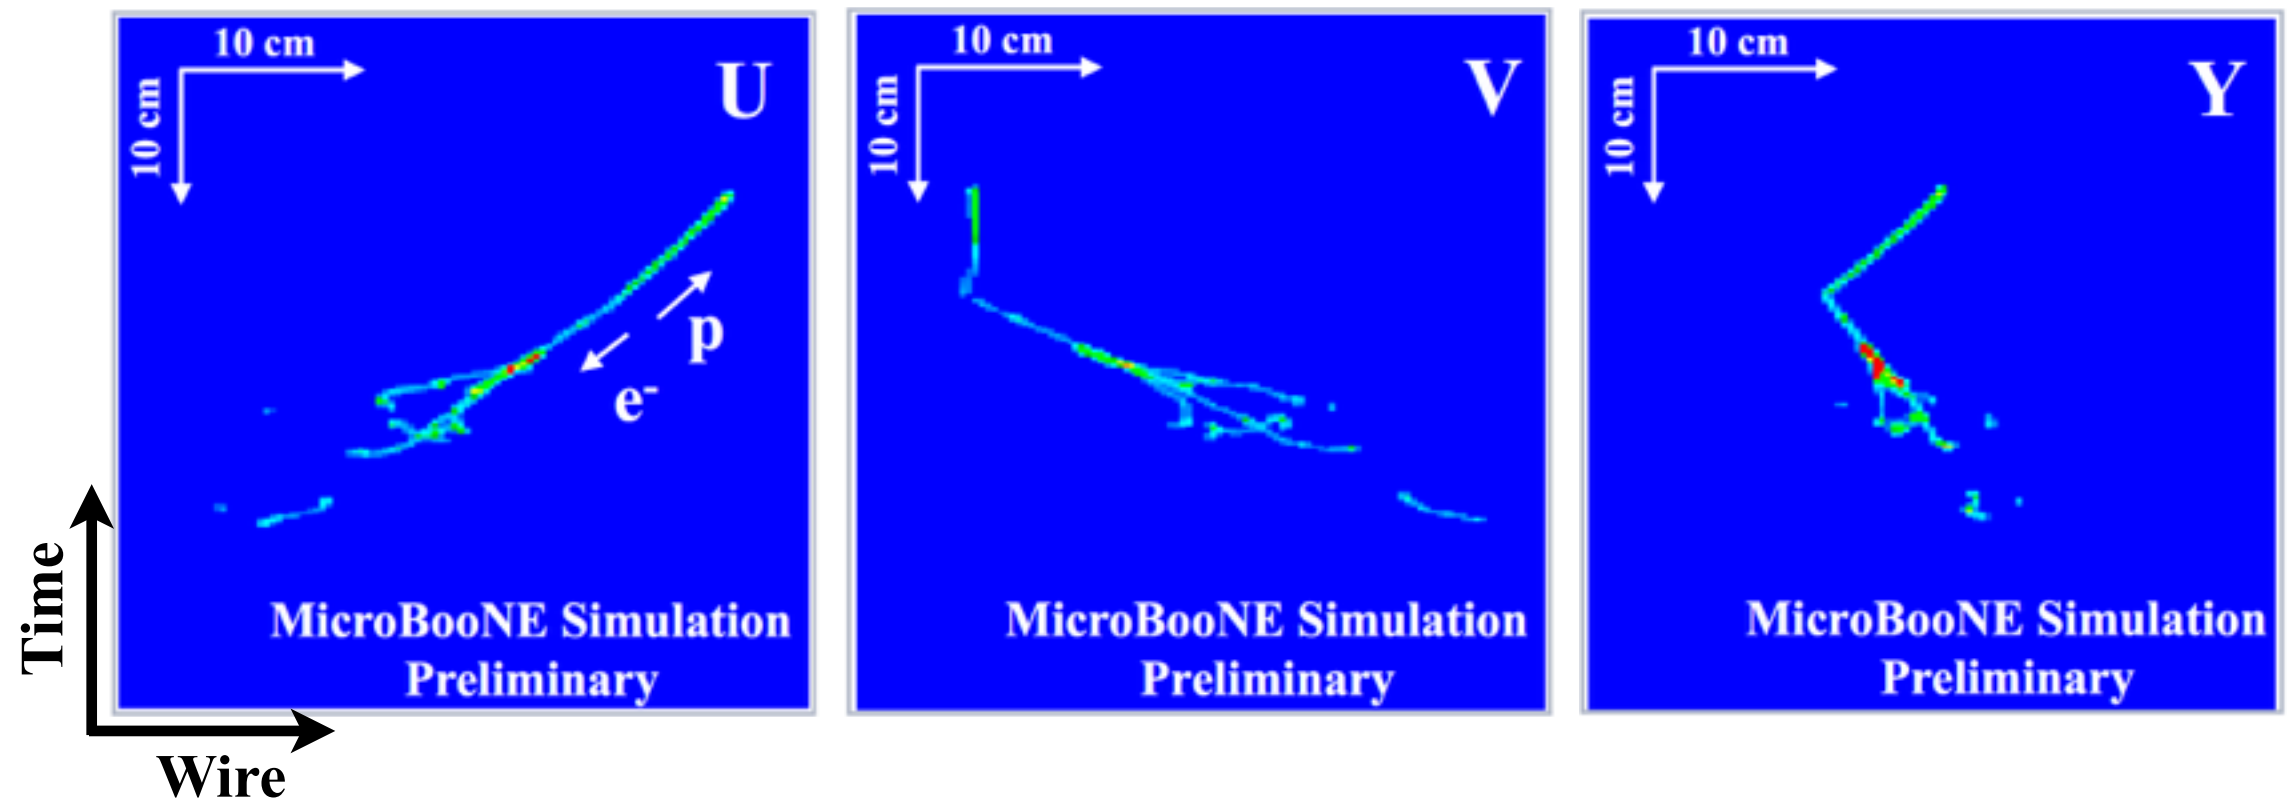 10 cm
10 cm
U
p
e-
MicroBooNE Simulation
Preliminary
10 cm
10 cm
V
MicroBooNE Simulation
Preliminary
10 cm
10 cm
Y
MicroBooNE Simulation
Preliminary
Time
Wire